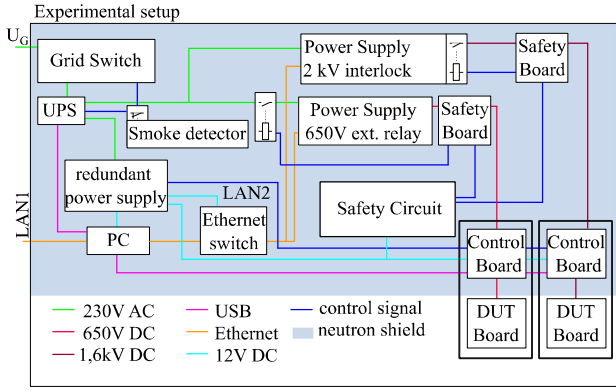 Experimental setup
U_G
Grid Switch
Power Supply
2 kV interlock
Safety
Board
UPS
Smoke detector
Power Supply
650V ext. relay
Safety
Board
redundant
power supply
LAN2
LAN1
Ethernet
switch
Safety Circuit
PC
Control
Board
Control
Board
DUT
Board
DUT
Board
230V AC
USB
control signal
650V DC
Ethernet
neutron shield
1,6kV DC
12V DC